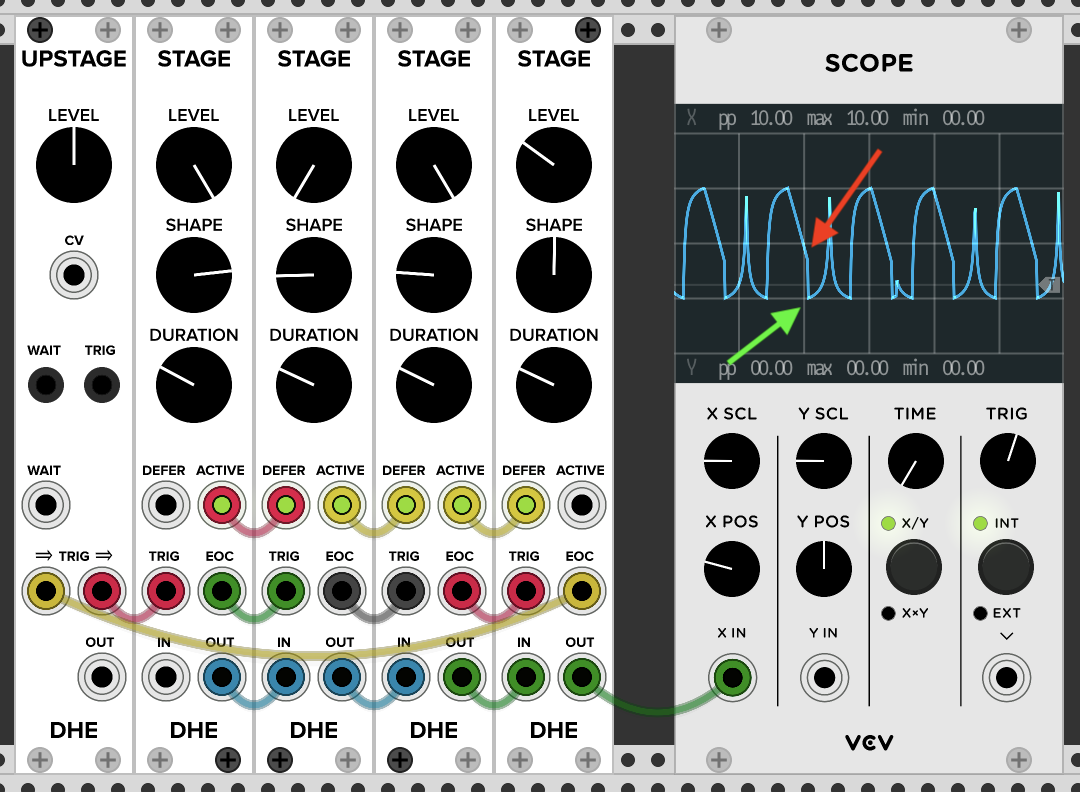 UPSTAGE STAGE STAGE STAGE STAGE SCOPE
LEVEL LEVEL LEVEL LEVEL LEVEL
X pp 10.00 max 10.00 min 00.00
SHAPE SHAPE SHAPE SHAPE
CV
DURATION DURATION DURATION DURATION
WAIT TRIG
Y pp 00.00 max 00.00 min 00.00
X SCL Y SCL TIME TRIG
WAIT DEFER ACTIVE DEFER ACTIVE DEFER ACTIVE DEFER ACTIVE
X POS Y POS X/Y INT
⇉ TRIG ⇉ TRIG EOC TRIG EOC TRIG EOC TRIG EOC
X×Y EXT
X IN Y IN
OUT IN OUT IN OUT IN OUT IN OUT
DHE DHE DHE DHE DHE
VCV